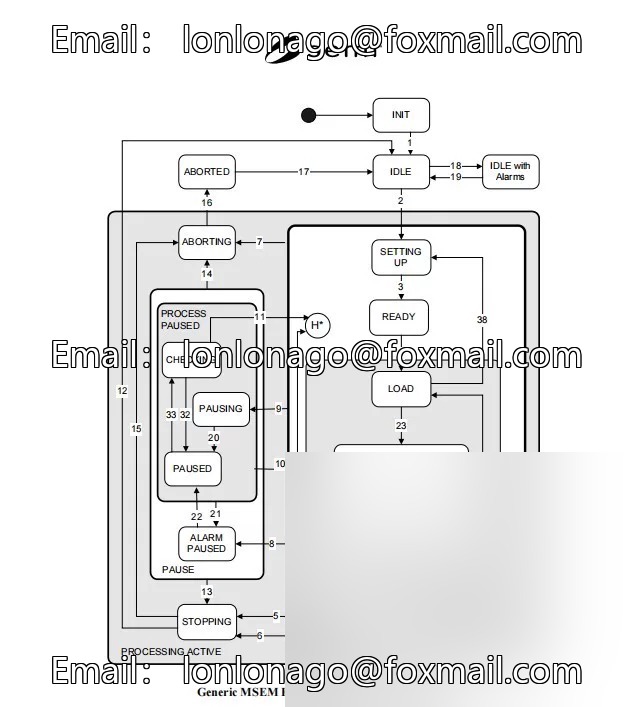 Email： lonlonago@foxmail.com
semi
INIT
1
ABORTED
17
IDLE
18
19
IDLE with
Alarms
16
2
ABORTING
7
SETTING
UP
14
3
PROCESS
PAUSED
11
H*
READY
38
Email： lonlonago@foxmail.com
CHECKING
LOAD
12
15
33
32
PAUSING
9
23
20
PAUSED
10
22
21
ALARM
PAUSED
8
PAUSE
13
STOPPING
5
6
PROCESSING ACTIVE
Email： lonlonago@foxmail.com
Generic MSEM